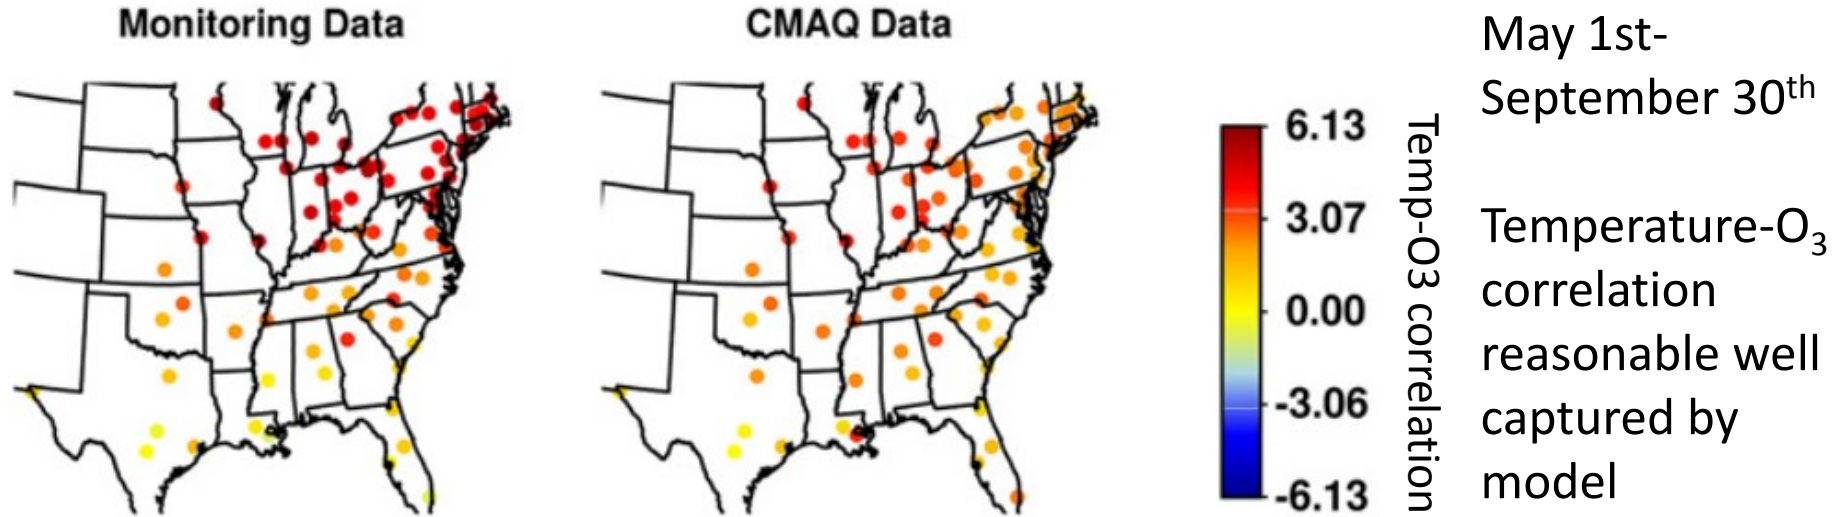 Monitoring Data
CMAQ Data
6.13
3.07
0.00
-3.06
-6.13
Temp-O3 correlation
May 1st-
September 30th
Temperature-O3
correlation
reasonable well
captured by
model